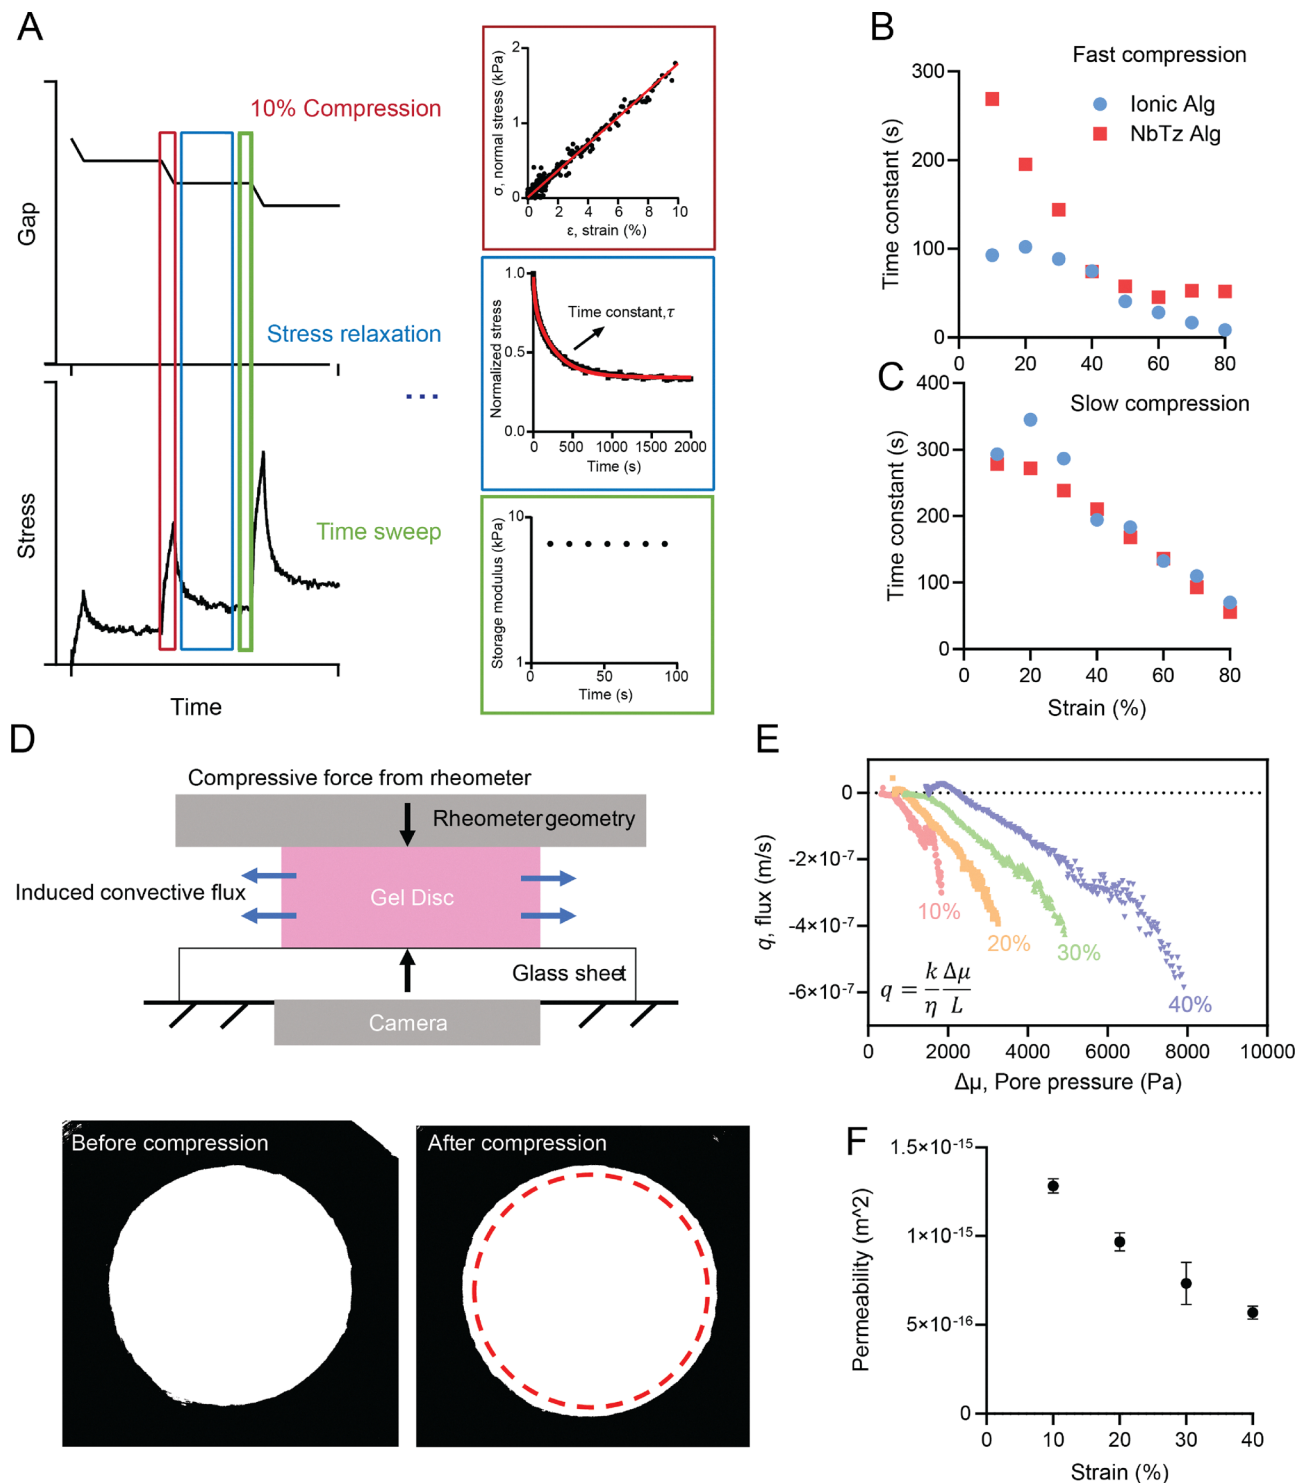 A
10% Compression
Gap
Stress relaxation
...
Stress
Time sweep
Time
σ, normal stress (kPa)
2
1
0
0 2 4 6 8 10
ε, strain (%)
Normalized stress
1.0
0.5
0.0
Time constant,τ
0 500 1000 1500 2000
Time (s)
Storage modulus (kPa)
10
1
0 50 100
Time (s)
B
Fast compression
Ionic Alg
NbTz Alg
Time constant (s)
300
200
100
0
0 20 40 60 80
C
Slow compression
Time constant (s)
400
300
200
100
0
0 20 40 60 80
Strain (%)
D
Compressive force from rheometer
Rheometer geometry
Induced convective flux
Gel Disc
Glass sheet
Camera
Before compression
After compression
E
q, flux (m/s)
0
-2×10⁻⁷
-4×10⁻⁷
-6×10⁻⁷
10%
20%
30%
40%
q = k/η Δμ/L
0 2000 4000 6000 8000 10000
Δμ, Pore pressure (Pa)
F
Permeability (m^2)
1.5×10⁻¹⁵
1×10⁻¹⁵
5×10⁻¹⁶
0
0 10 20 30 40
Strain (%)